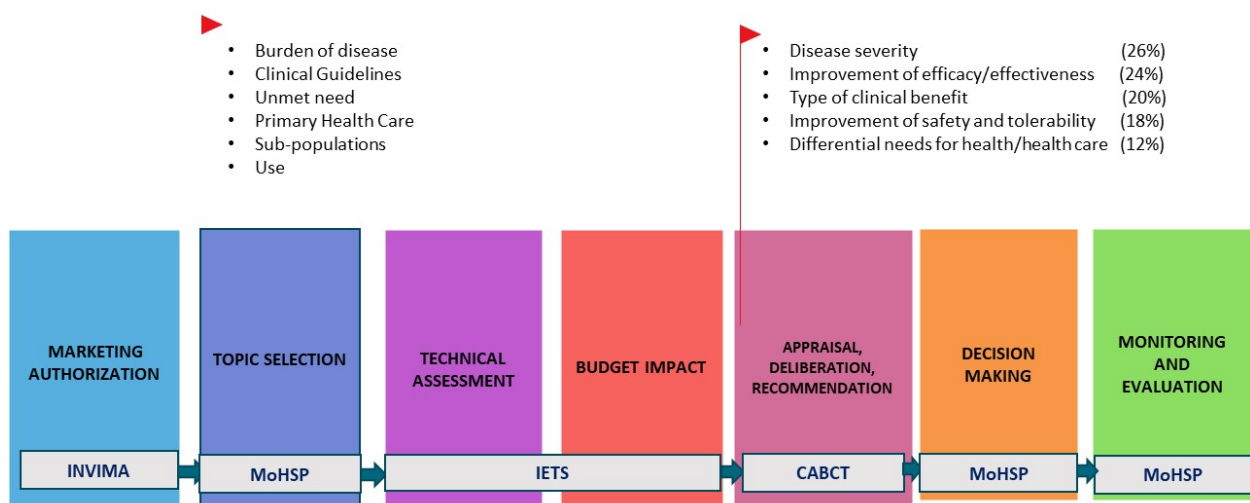 • Burden of disease
• Clinical Guidelines
• Unmet need
• Primary Health Care
• Sub-populations
• Use
• Disease severity (26%)
• Improvement of efficacy/effectiveness (24%)
• Type of clinical benefit (20%)
• Improvement of safety and tolerability (18%)
• Differential needs for health/health care (12%)
MARKETING
AUTHORIZATION
TOPIC SELECTION
TECHNICAL
ASSESSMENT
BUDGET IMPACT
APPRAISAL,
DELIBERATION,
RECOMMENDATION
DECISION
MAKING
MONITORING
AND
EVALUATION
INVIMA
MoHSP
IETS
CABCT
MoHSP
MoHSP